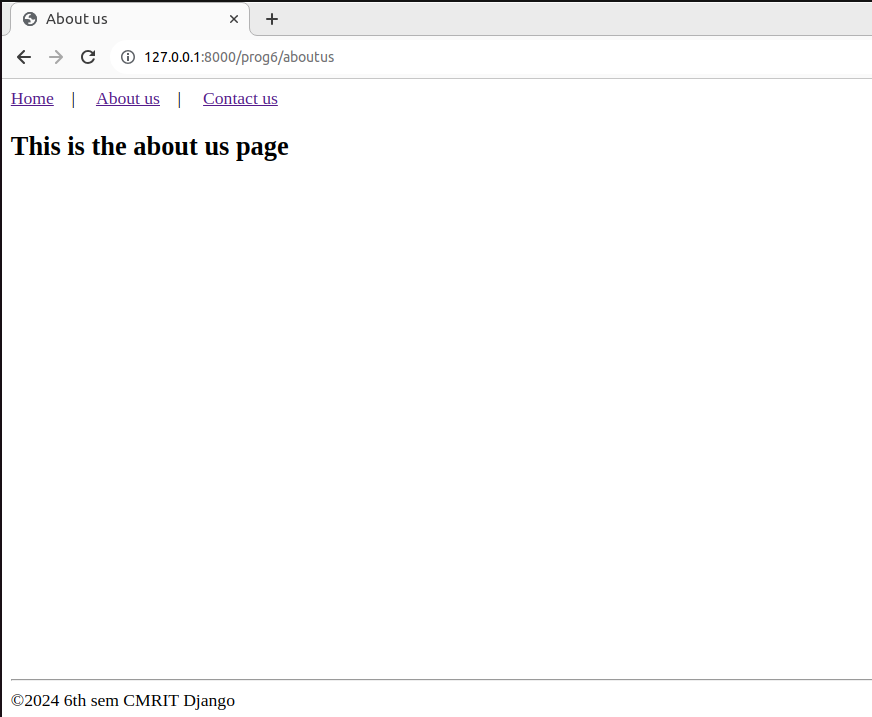 About us
127.0.0.1:8000/prog6/aboutus
Home | About us | Contact us
This is the about us page
©2024 6th sem CMRIT Django